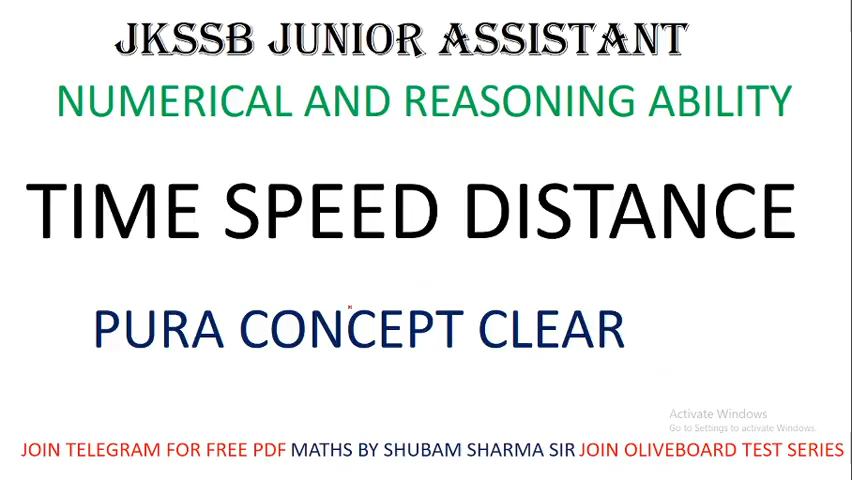 JKSSB JUNIOR ASSISTANT
NUMERICAL AND REASONING ABILITY
TIME SPEED DISTANCE
PURA CONCEPT CLEAR
Activate Windows
Go to Settings to activate Windows.
JOIN TELEGRAM FOR FREE PDF MATHS BY SHUBAM SHARMA SIR JOIN OLIVEBOARD TEST SERIES